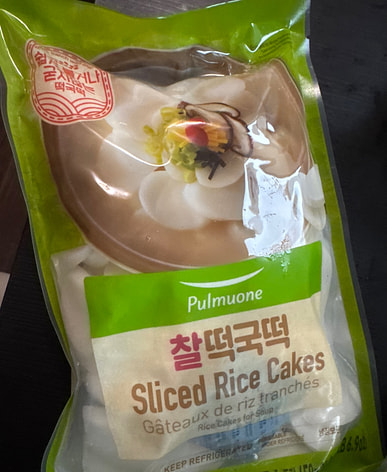 Pulmuone
찰떡국떡
Sliced Rice Cakes
Gâteaux de riz tranchés
Rice Cakes for Soup
KEEP REFRIGERATED